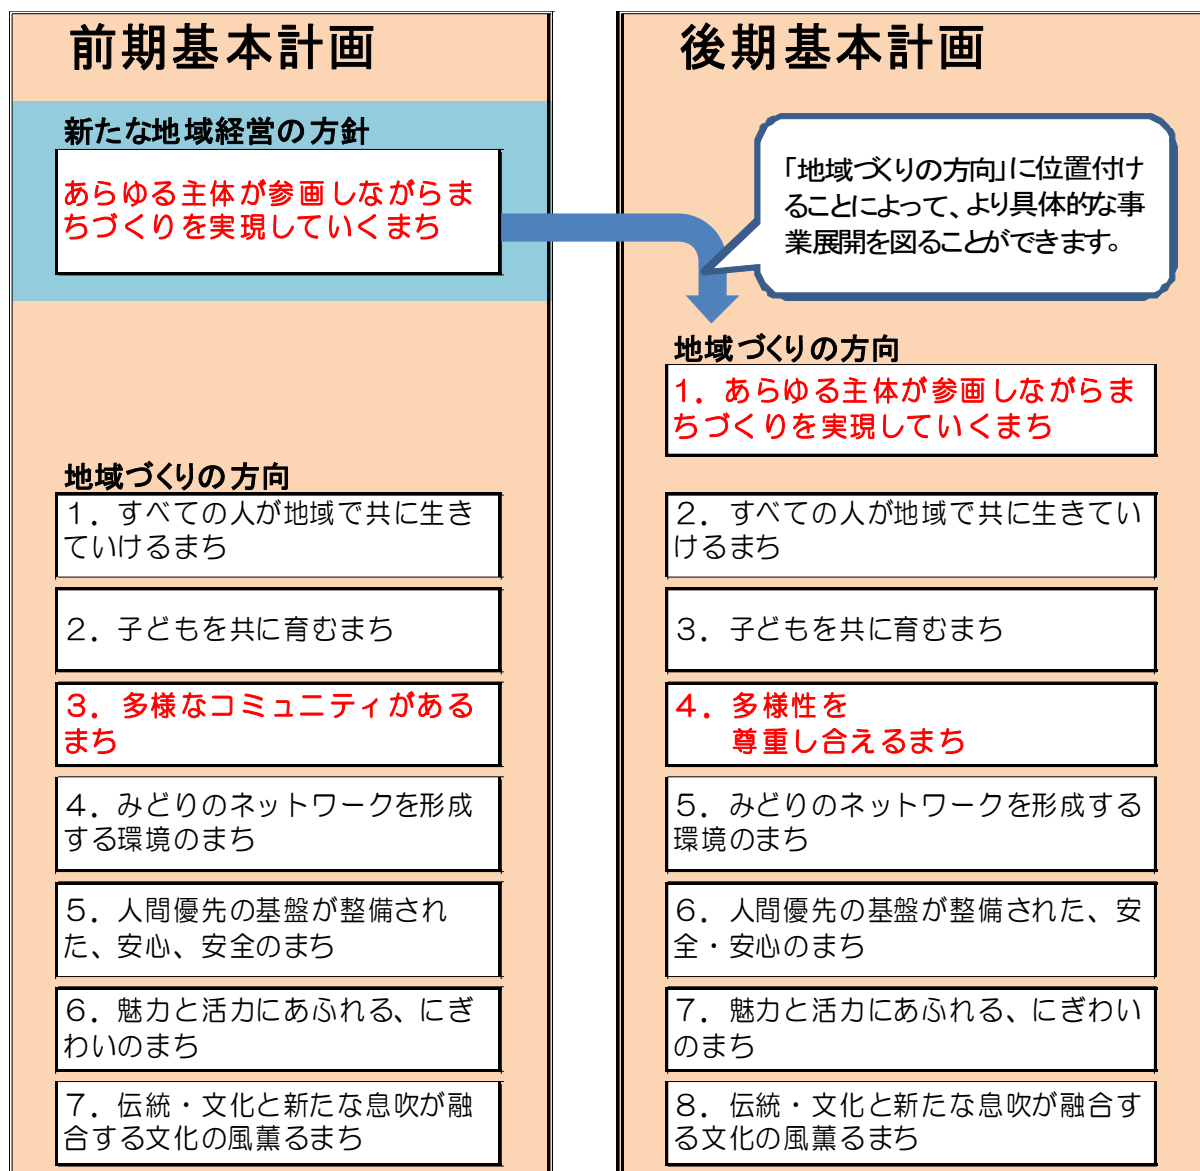 前期基本計画
新たな地域経営の方針
あらゆる主体が参画しながらま
ちづくりを実現していくまち
地域づくりの方向
１．すべての人が地域で共に生き
ていけるまち
２．子どもを共に育むまち
３．多様なコミュニティがある
まち
４．みどりのネットワークを形成
する環境のまち
５．人間優先の基盤が整備され
た、安心、安全のまち
６．魅力と活力にあふれる、にぎ
わいのまち
７．伝統・文化と新たな息吹が融
合する文化の風薫るまち
後期基本計画
「地域づくりの方向」に位置付け
ることによって、より具体的な事
業展開を図ることができます。
地域づくりの方向
１．あらゆる主体が参画しながらま
ちづくりを実現していくまち
２．すべての人が地域で共に生きてい
けるまち
３．子どもを共に育むまち
４．多様性を
尊重し合えるまち
５．みどりのネットワークを形成する
環境のまち
６．人間優先の基盤が整備された、安
全・安心のまち
７．魅力と活力にあふれる、にぎわい
のまち
８．伝統・文化と新たな息吹が融合す
る文化の風薫るまち